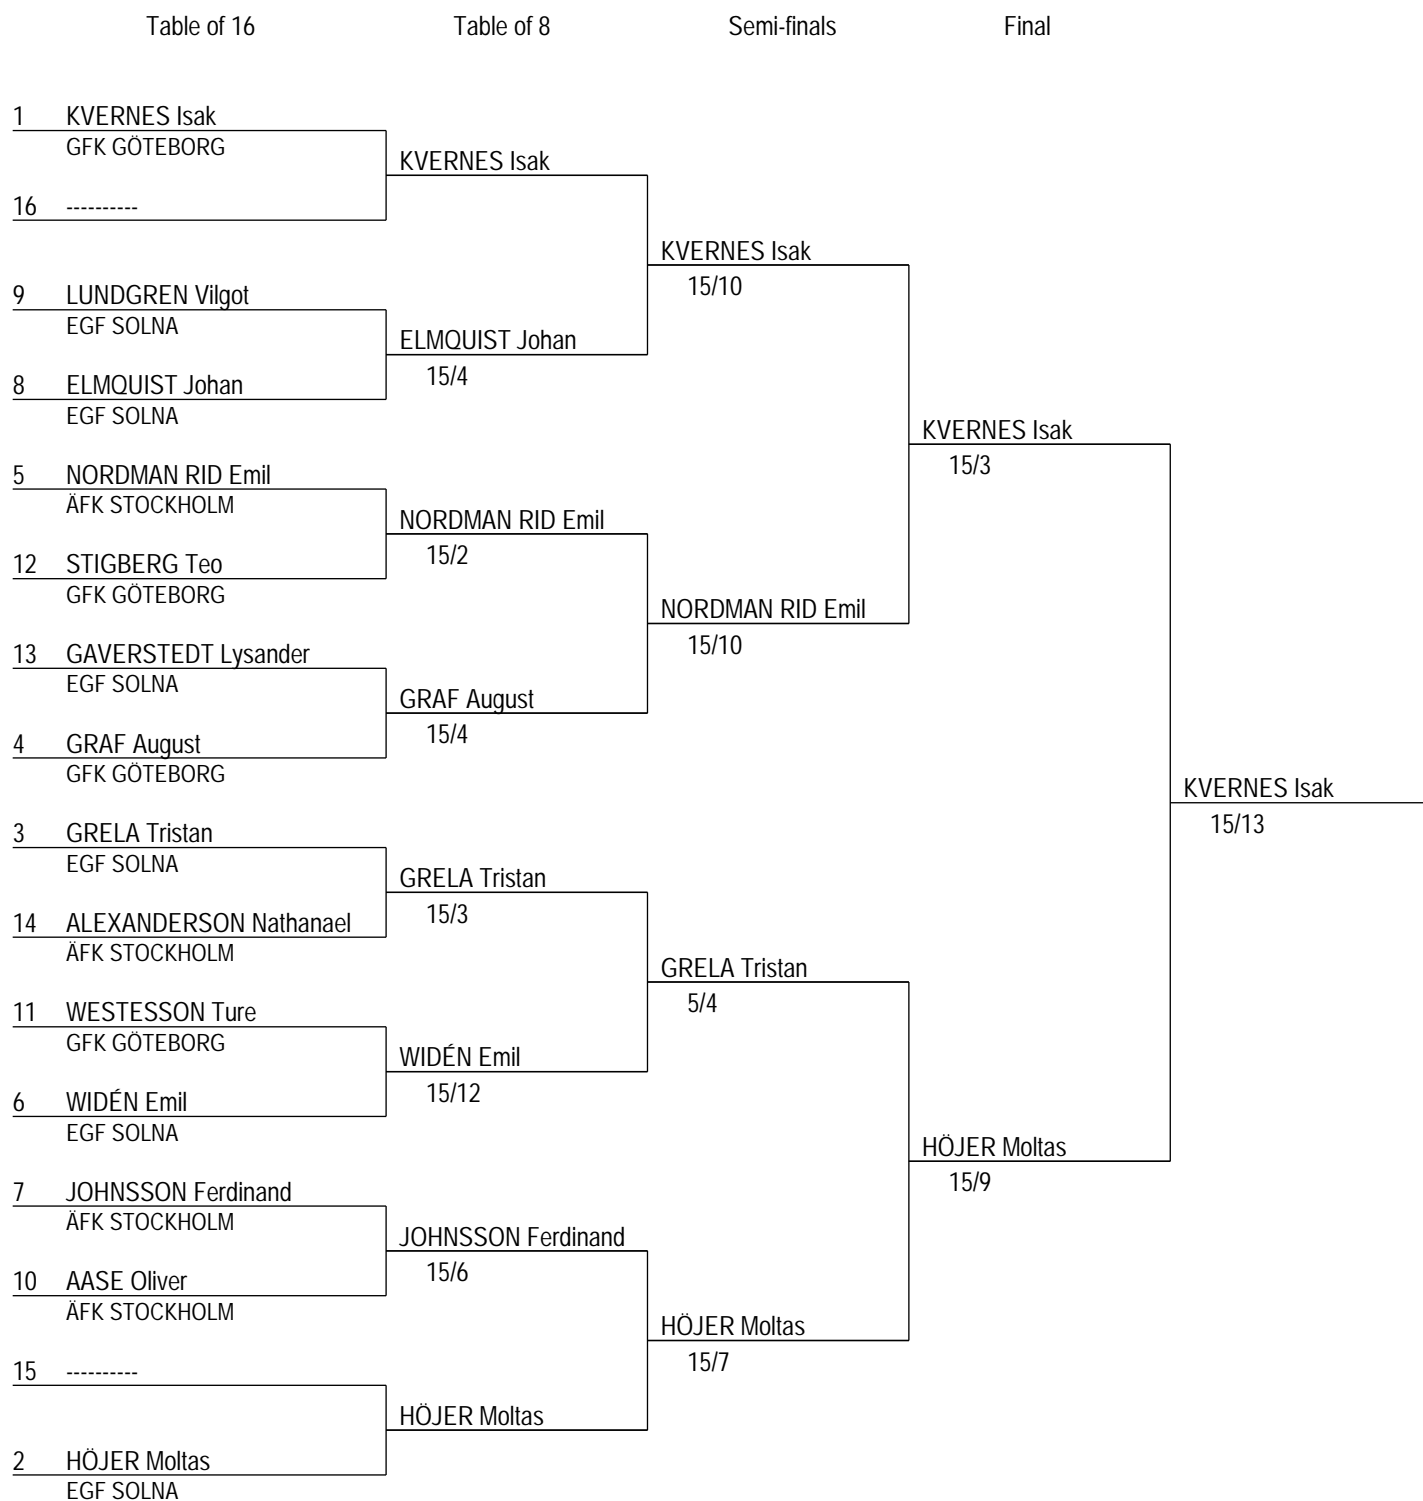 Table of 16 Table of 8 Semi-finals Final
1 KVERNES Isak
GFK GÖTEBORG
KVERNES Isak
16 ----------
KVERNES Isak
15/10
9 LUNDGREN Vilgot
EGF SOLNA
ELMQUIST Johan
15/4
8 ELMQUIST Johan
EGF SOLNA
KVERNES Isak
15/3
5 NORDMAN RID Emil
ÄFK STOCKHOLM
NORDMAN RID Emil
15/2
12 STIGBERG Teo
GFK GÖTEBORG
NORDMAN RID Emil
15/10
13 GAVERSTEDT Lysander
EGF SOLNA
GRAF August
15/4
4 GRAF August
GFK GÖTEBORG
KVERNES Isak
15/13
3 GRELA Tristan
EGF SOLNA
GRELA Tristan
15/3
14 ALEXANDERSON Nathanael
ÄFK STOCKHOLM
GRELA Tristan
5/4
11 WESTESSON Ture
GFK GÖTEBORG
WIDÉN Emil
15/12
6 WIDÉN Emil
EGF SOLNA
HÖJER Moltas
15/9
7 JOHNSSON Ferdinand
ÄFK STOCKHOLM
JOHNSSON Ferdinand
15/6
10 AASE Oliver
ÄFK STOCKHOLM
HÖJER Moltas
15/7
15 ----------
HÖJER Moltas
2 HÖJER Moltas
EGF SOLNA